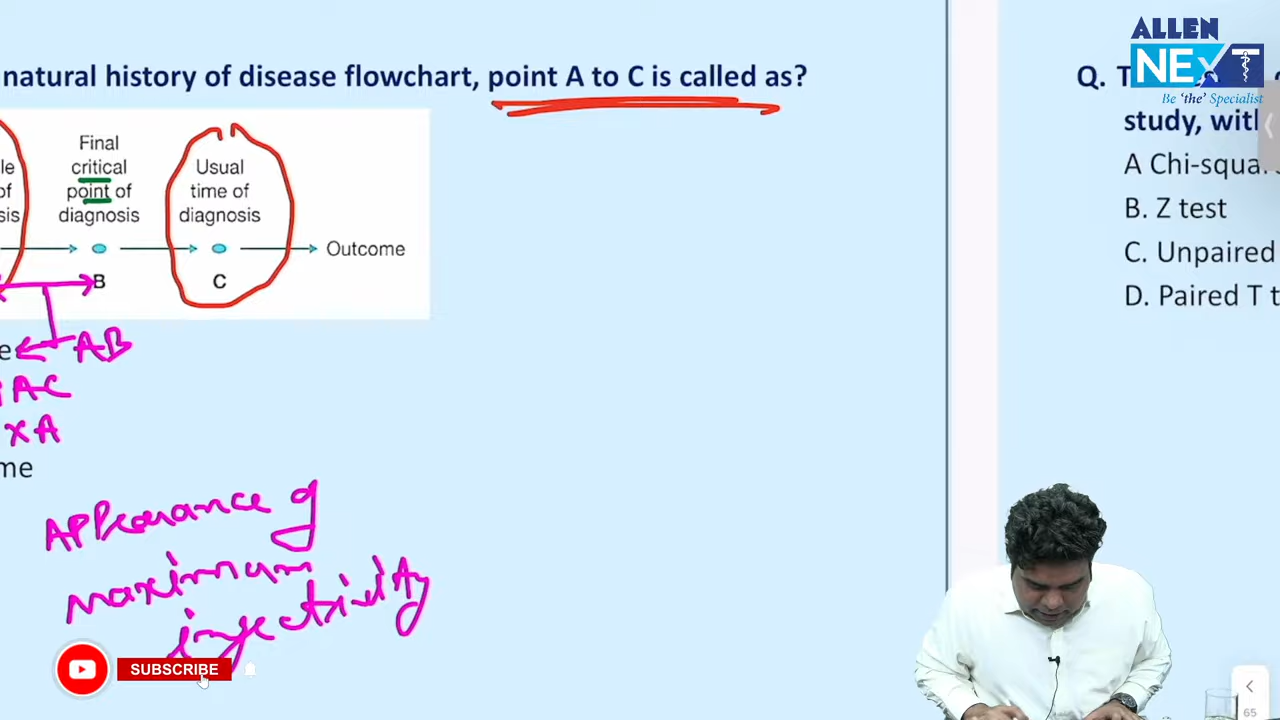 natural history of disease flowchart, point A to C is called as?
Final
critical
point of
diagnosis
Usual
time of
diagnosis
Outcome
B
C
AB
AC
XA
me
Appearance of
maximum
infectivity
SUBSCRIBE
ALLEN
NEXT
Be 'the' Specialist
Q.
study, with
A Chi-squa
B. Z test
C. Unpaired
D. Paired T t
65